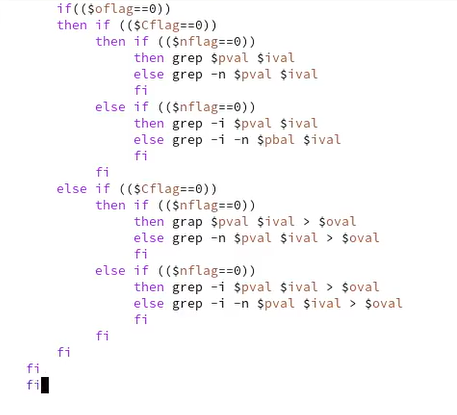 if(($oflag==0))
then if (($Cflag==0))
then if (($nflag==0))
then grep $pval $ival
else grep -n $pval $ival
fi
else if (($nflag==0))
then grep -i $pval $ival
else grep -i -n $pbal $ival
fi
fi
else if (($Cflag==0))
then if (($nflag==0))
then grap $pval $ival > $oval
else grep -n $pval $ival > $oval
fi
else if (($nflag==0))
then grep -i $pval $ival > $oval
else grep -i -n $pval $ival > $oval
fi
fi
fi
fi
fi